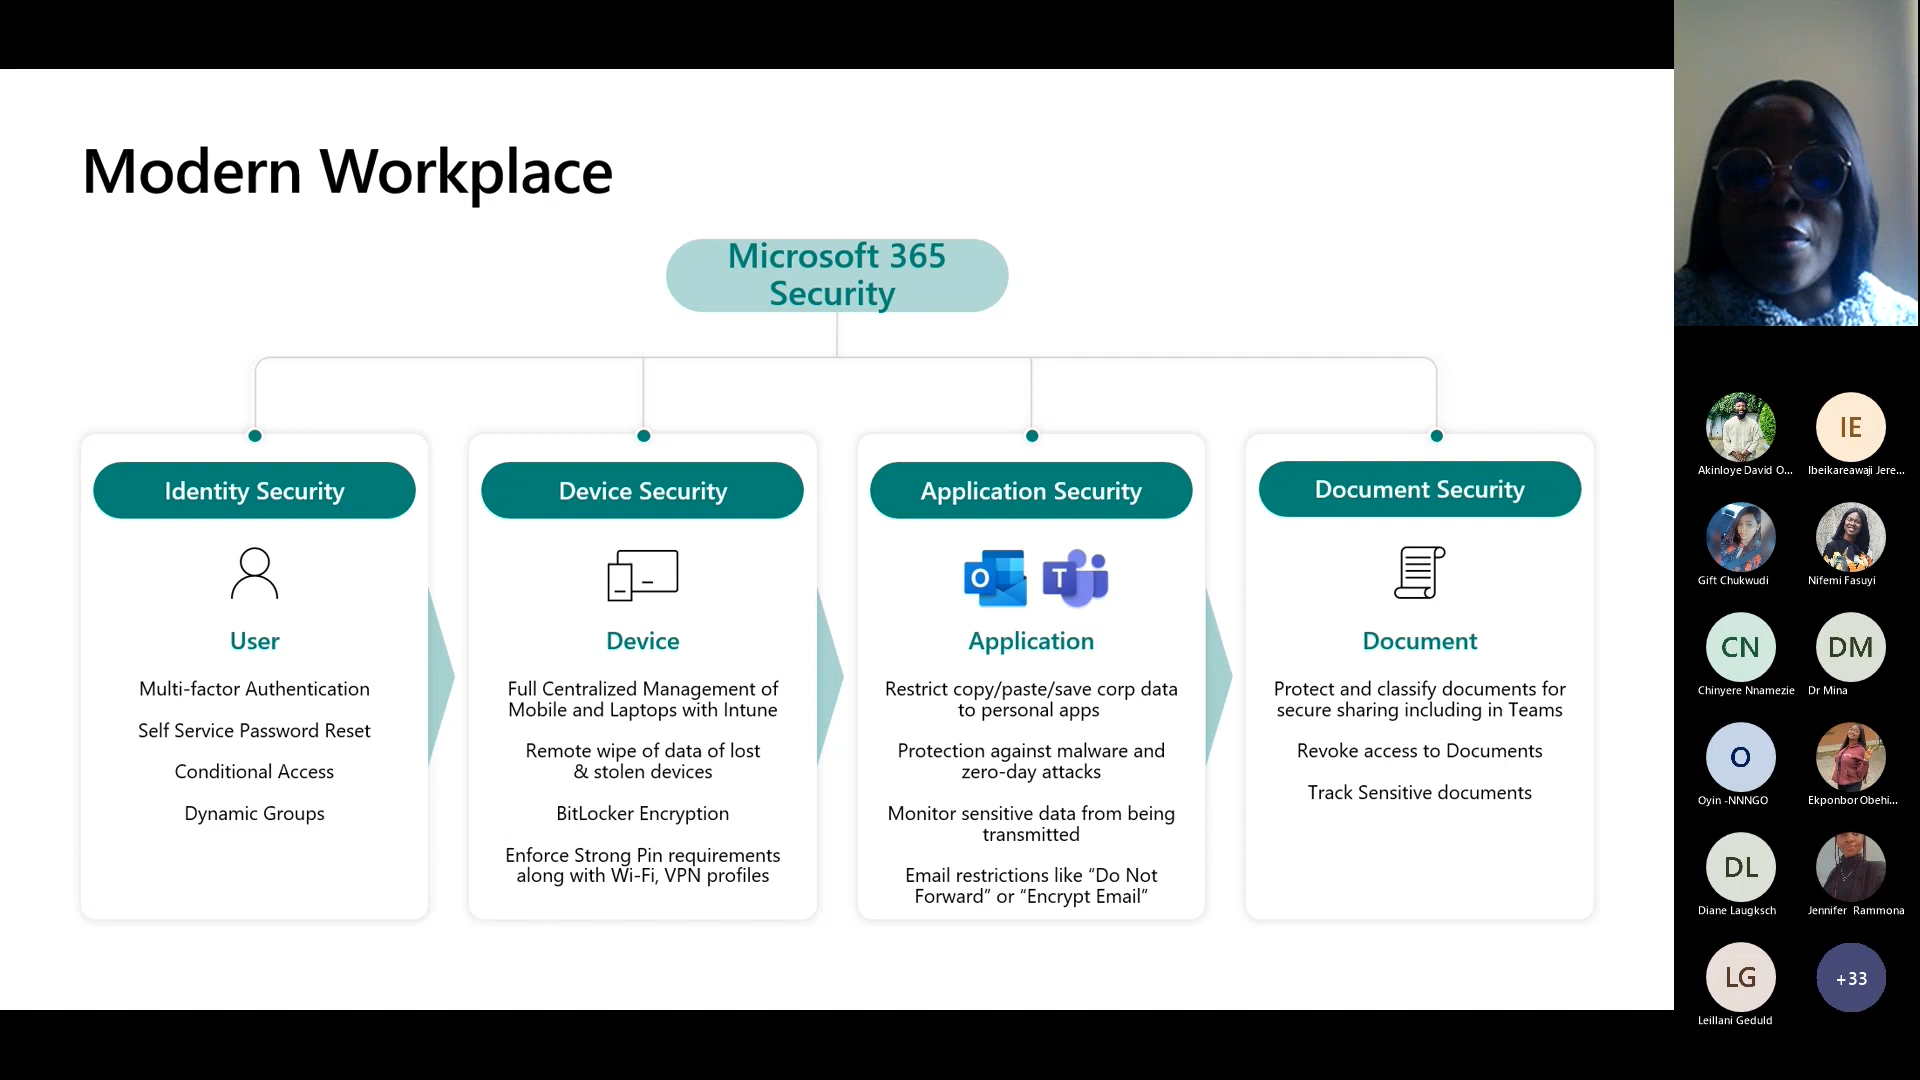 Modern Workplace
Microsoft 365
Security
Identity Security
User
Multi-factor Authentication
Self Service Password Reset
Conditional Access
Dynamic Groups
Device Security
Device
Full Centralized Management of
Mobile and Laptops with Intune
Remote wipe of data of lost
& stolen devices
BitLocker Encryption
Enforce Strong Pin requirements
along with Wi-Fi, VPN profiles
Application Security
O
T
Application
Restrict copy/paste/save corp data
to personal apps
Protection against malware and
zero-day attacks
Monitor sensitive data from being
transmitted
Email restrictions like “Do Not
Forward” or “Encrypt Email”
Document Security
Document
Protect and classify documents for
secure sharing including in Teams
Revoke access to Documents
Track Sensitive documents
Akinloye David O...
IE
Ibeikareawaji Jere...
Gift Chukwudi
Nifemi Fasuyi
CN
Chinyere Nnamezie
DM
Dr Mina
O
Oyin -NNNGO
Ekponbor Obehi...
DL
Diane Laugksch
Jennifer Rammona
LG
Leillani Geduld
+33